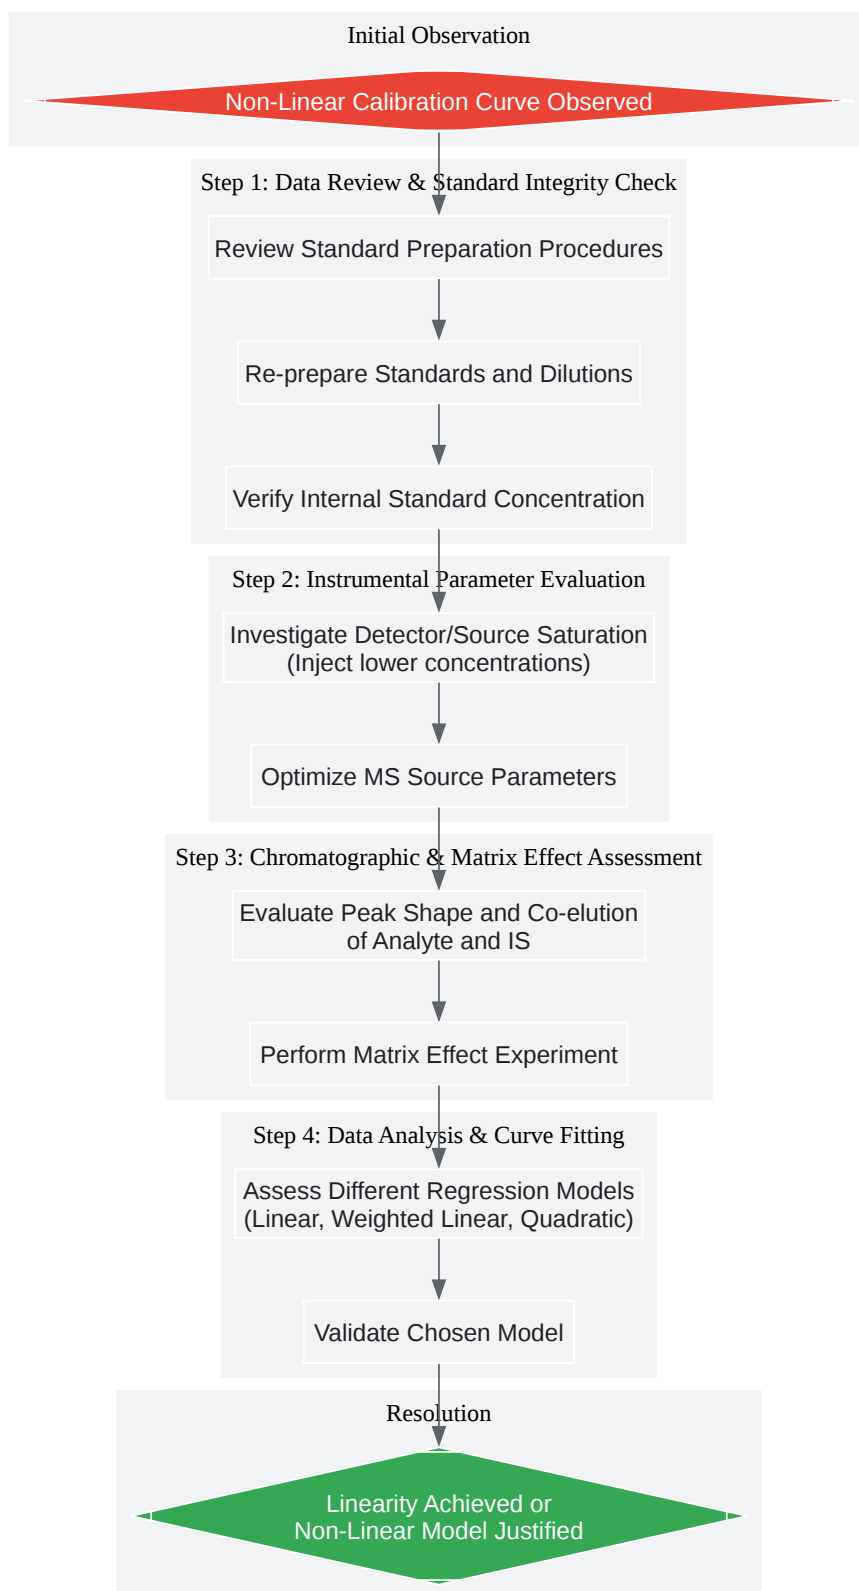 Initial Observation
Non-Linear Calibration Curve Observed
Step 1: Data Review & Standard Integrity Check
Review Standard Preparation Procedures
Re-prepare Standards and Dilutions
Verify Internal Standard Concentration
Step 2: Instrumental Parameter Evaluation
Investigate Detector/Source Saturation
(Inject lower concentrations)
Optimize MS Source Parameters
Step 3: Chromatographic & Matrix Effect Assessment
Evaluate Peak Shape and Co-elution
of Analyte and IS
Perform Matrix Effect Experiment
Step 4: Data Analysis & Curve Fitting
Assess Different Regression Models
(Linear, Weighted Linear, Quadratic)
Validate Chosen Model
Resolution
Linearity Achieved or
Non-Linear Model Justified